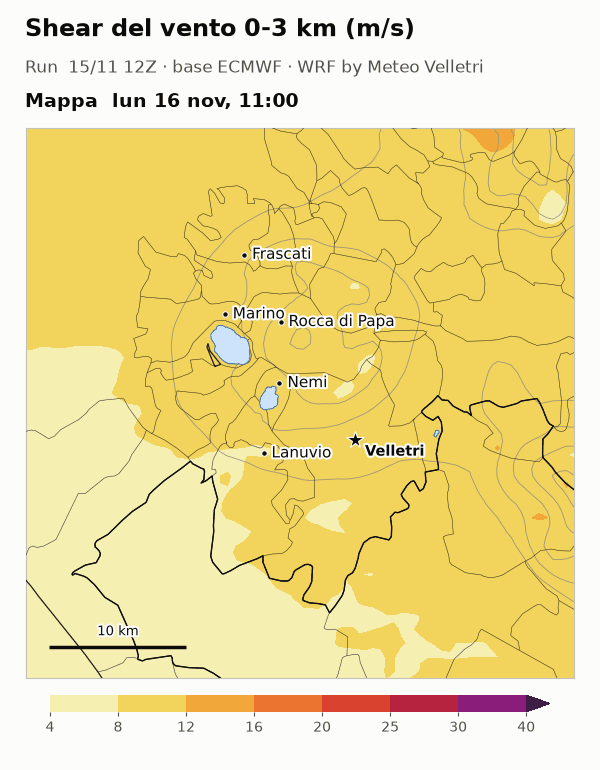 Shear del vento 0-3 km (m/s)
Run  15/11 12Z · base ECMWF · WRF by Meteo Velletri
Mappa  lun 16 nov, 11:00
Frascati
Marino
Rocca di Papa
Nemi
Velletri
Lanuvio
10 km
4 8 12 16 20 25 30 40